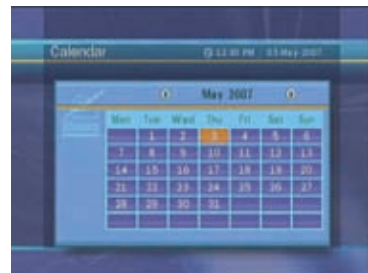 Calendar 03 May 2007
May 2007
Mon Tue Wed Thu Fri Sat Sun
1 2 3 4 5 6
7 8 9 10 11 12 13
14 15 16 17 18 19 20
21 22 23 24 25 26 27
28 29 30 31